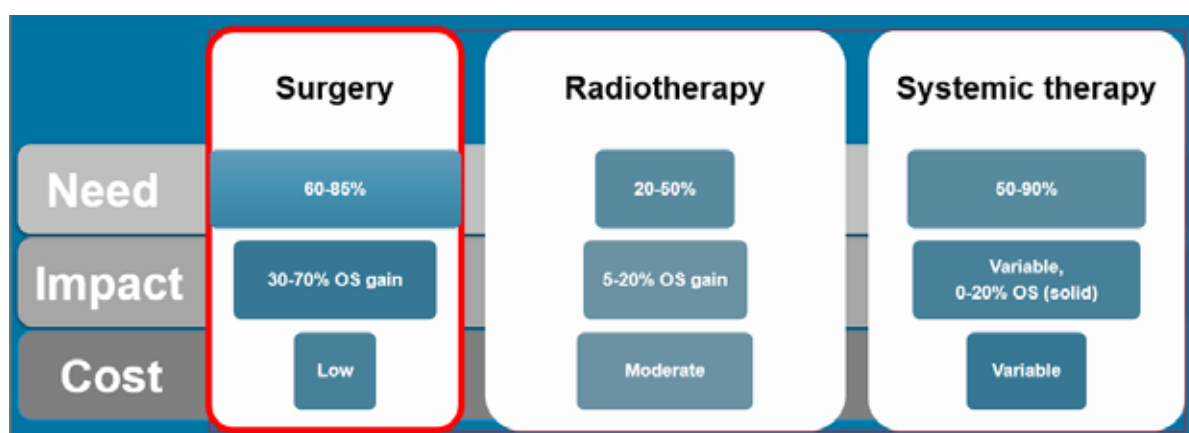 Surgery
Radiotherapy
Systemic therapy
Need
60-85%
20-50%
50-90%
Impact
30-70% OS gain
5-20% OS gain
Variable,
0-20% OS (solid)
Cost
Low
Moderate
Variable